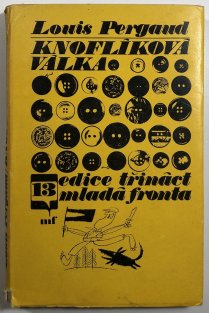 Louis Pergaud
KNOFLÍKOVÁ
VÁLKA
13
edice třináct
mladá fronta
mf